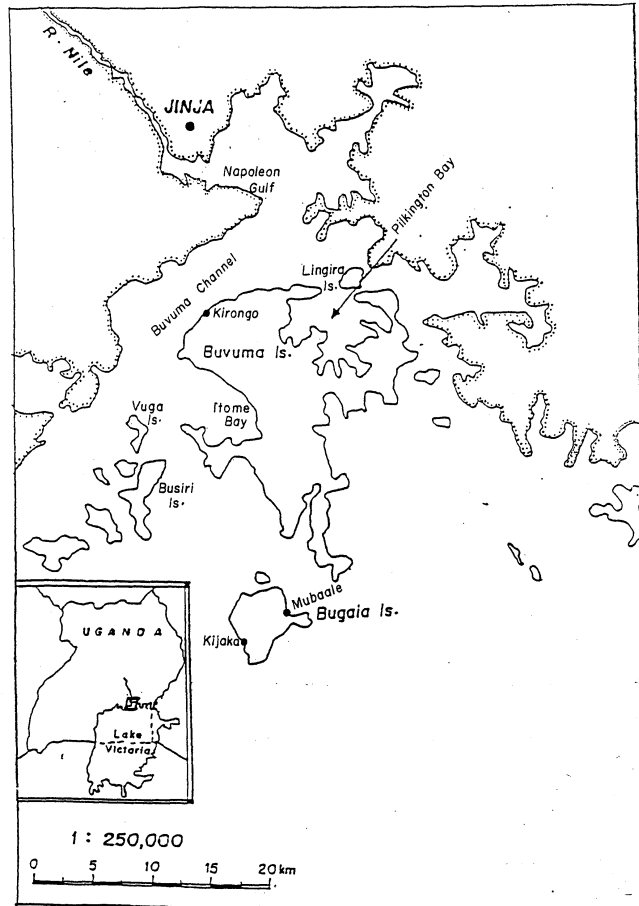 R. Nile
JINJA
Napoleon
Gulf
Pilkington Bay
Lingira
Is.
Buvuma Channel
Kirongo
Buvuma Is.
Itome
Bay
Vuga
Is.
Busiri
Is.
Mubaale
Bugaia Is.
Kijaka
UGANDA
Lake
Victoria
1 : 250,000
0 5 10 15 20 km